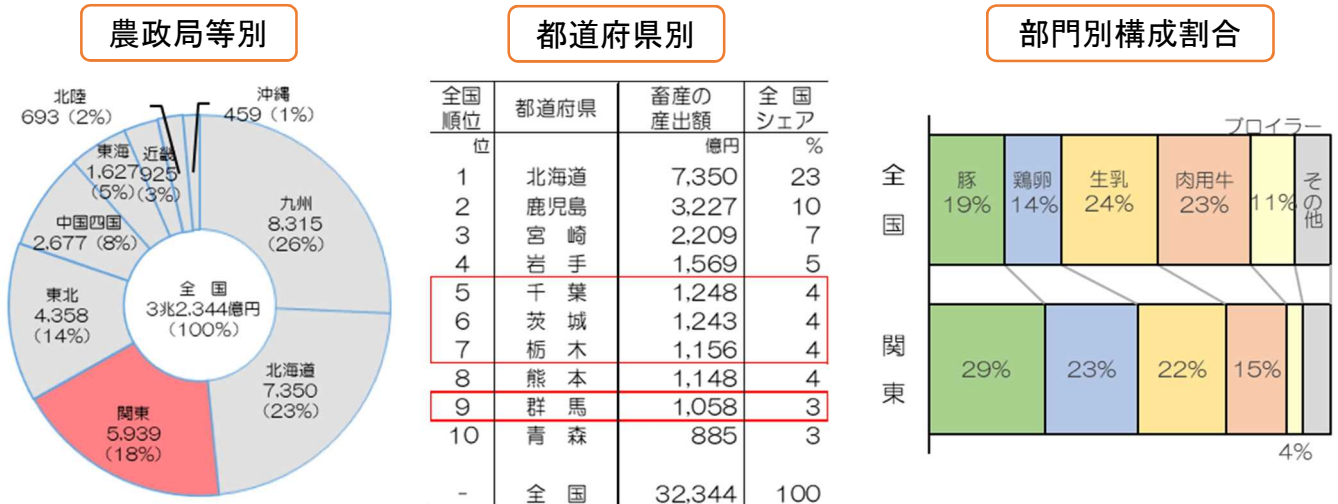 農政局等別
北陸
693 (2%)
沖縄
459 (1%)
東海
1,627
(5%)
近畿
925
(3%)
中国四国
2,677 (8%)
九州
8,315
(26%)
東北
4,358
(14%)
全 国
3兆2,344億円
(100%)
北海道
7,350
(23%)
関東
5,939
(18%)
都道府県別
全国順位 都道府県 畜産の産出額 全国シェア
位 億円 %
1 北海道 7,350 23
2 鹿児島 3,227 10
3 宮崎 2,209 7
4 岩手 1,569 5
5 千葉 1,248 4
6 茨城 1,243 4
7 栃木 1,156 4
8 熊本 1,148 4
9 群馬 1,058 3
10 青森 885 3
- 全国 32,344 100
部門別構成割合
ブロイラー
全国
豚
19%
鶏卵
14%
生乳
24%
肉用牛
23%
11%
その他
関東
29% 23% 22% 15%
4%